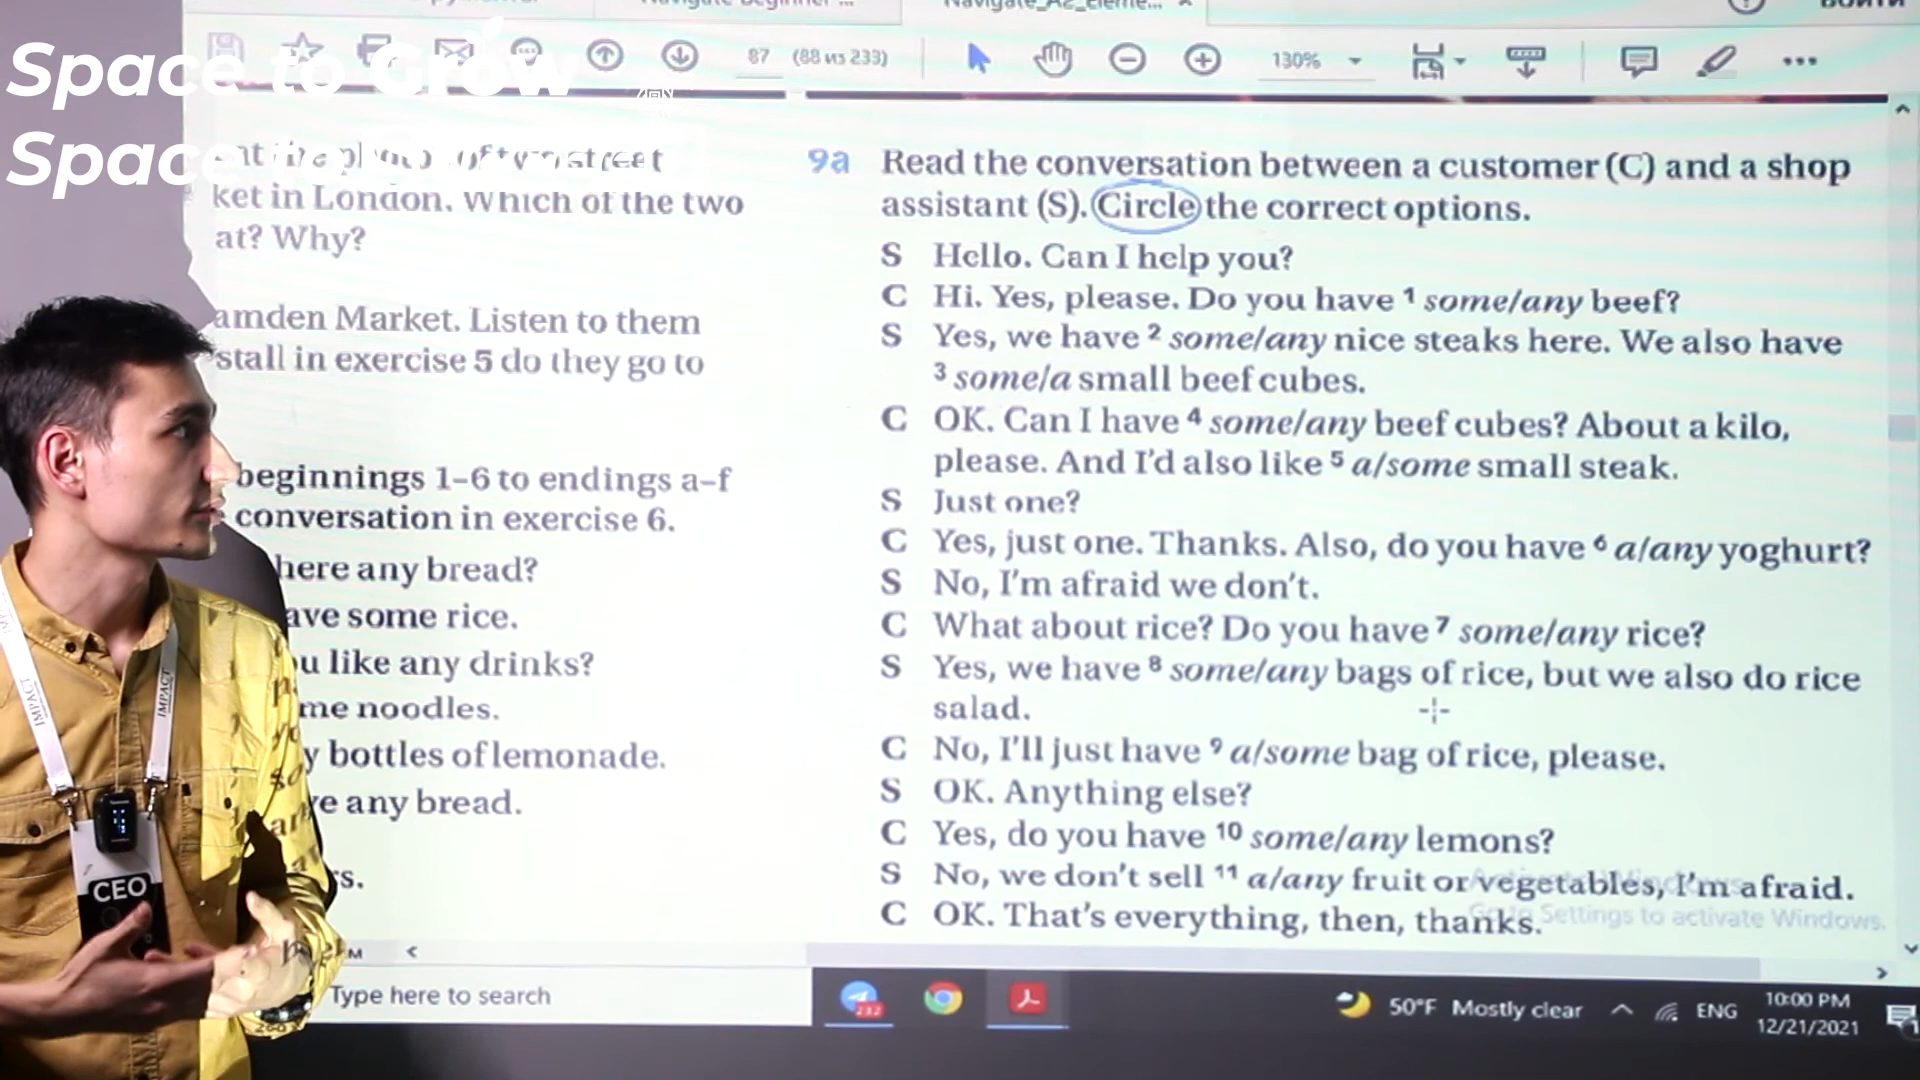 Space to Grow
Space to
87 (88 из 233)
130%
street
ket in London. Which of the two
at? Why?
amden Market. Listen to them
stall in exercise 5 do they go to
beginnings 1–6 to endings a–f
conversation in exercise 6.
here any bread?
ave some rice.
u like any drinks?
me noodles.
y bottles of lemonade.
ve any bread.
s.
9a Read the conversation between a customer (C) and a shop
assistant (S). Circle the correct options.
S Hello. Can I help you?
C Hi. Yes, please. Do you have ¹ some/any beef?
S Yes, we have ² some/any nice steaks here. We also have
³ some/a small beef cubes.
C OK. Can I have ⁴ some/any beef cubes? About a kilo,
please. And I'd also like ⁵ a/some small steak.
S Just one?
C Yes, just one. Thanks. Also, do you have ⁶ a/any yoghurt?
S No, I'm afraid we don't.
C What about rice? Do you have ⁷ some/any rice?
S Yes, we have ⁸ some/any bags of rice, but we also do rice
salad.
C No, I'll just have ⁹ a/some bag of rice, please.
S OK. Anything else?
C Yes, do you have ¹⁰ some/any lemons?
S No, we don't sell ¹¹ a/any fruit or vegetables, I'm afraid.
C OK. That's everything, then, thanks.
Settings to activate Windows.
IMPACT
IMPACT
CEO
Type here to search
232
50°F Mostly clear
ENG
10:00 PM
12/21/2021